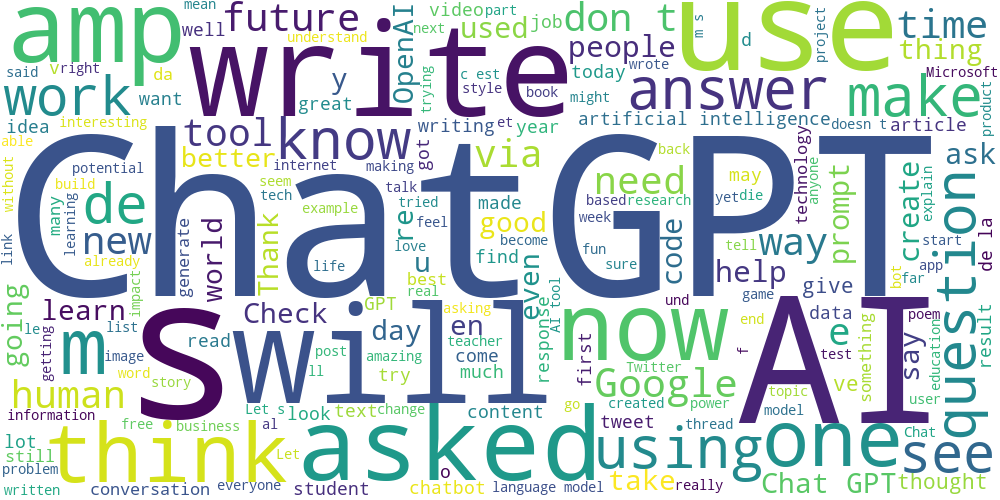 amp
write
use
future
don t
video
part
used
job
next
OpenAI
people
time
thing
mean
understand
well
said
v
right
da
y
great
trying
c est
style
book
wrote
today
might
d
m s
project
Microsoft
product
work
want
idea
interesting
able
tool
know
writing
et
year
got
answer
make
artificial intelligence
doesn t
article
ask
ChatGPT
without
potential
better
internet
making
via
back
need
may
technology
anyone
prompt
create
explain
question
de
many
build
learning
seem
tech
talk
tried
re
made
good
based
research
week
yet
die
new
link
already
generate
world
Thank
example
feel
love
become
find
fun
sure
code
tell
way
start
app
far
de la
learn
impact
life
u
best
real
even
help
game
give
bot
going
m
s
will
Check
GPT
en
asking
response
AI tool
und
now
AI
data
e
say
poem
result
education
le
list
getting
image
read
day
post
ll
amazing
teacher
come
much
try
first
Twitter
Google
end
f
test
ve
something
user
human
word
story
Let s
look
text
change
content
go
created
power
topic
model
tweet
thread
Chat
information
free
business
al
lot
still
problem
written
think
Let
asked
using
one
see
conversation
everyone
student
chatbot
o
language model
take
really
Chat GPT
thought